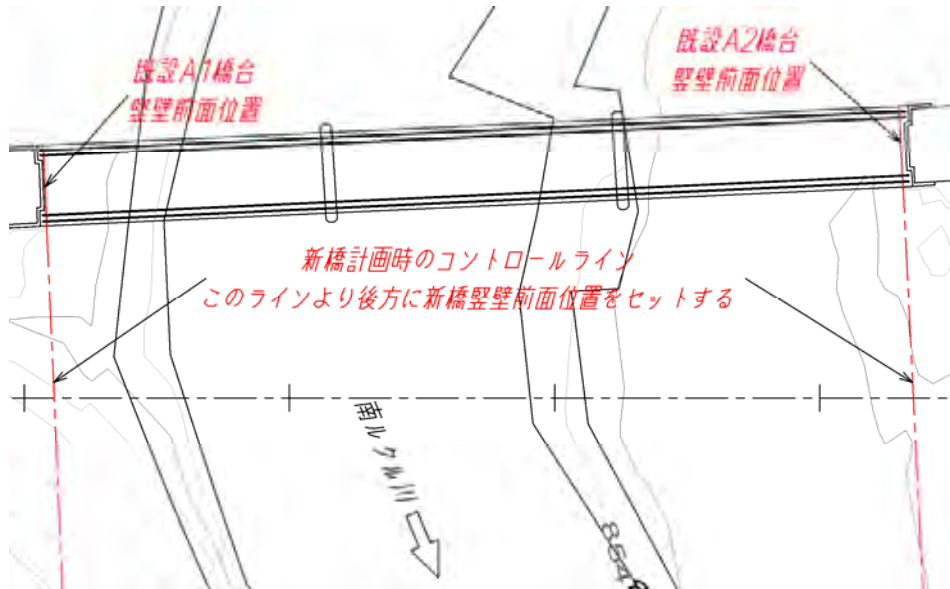 既設A1橋台
竪壁前面位置
既設A2橋台
竪壁前面位置
新橋計画時のコントロールライン
このラインより後方に新橋竪壁前面位置をセットする
南ルクル川